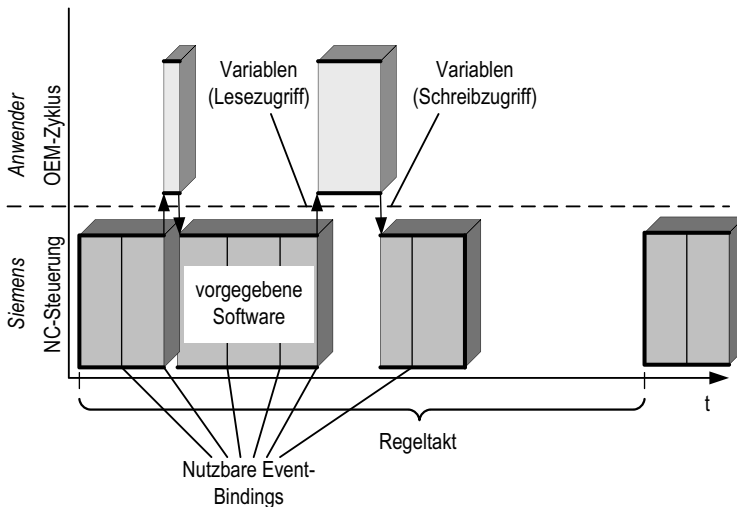 Anwender
OEM-Zyklus
Variablen
(Lesezugriff)
Variablen
(Schreibzugriff)
Siemens
NC-Steuerung
vorgegebene
Software
t
Regeltakt
Nutzbare Event-
Bindings